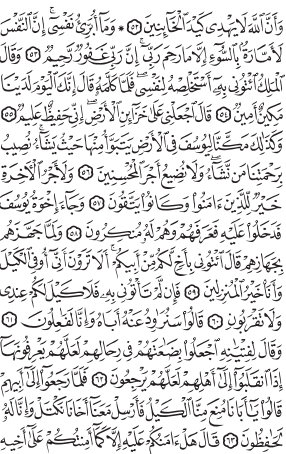 وَأَنَّ ٱللَّهَ لَا يَهْدِى كَيْدَ ٱلْخَآئِنِينَ ۝٥٢ ۞ وَمَآ أُبَرِّئُ نَفْسِىٓ إِنَّ ٱلنَّفْسَ
لَأَمَّارَةٌۢ بِٱلسُّوٓءِ إِلَّا مَا رَحِمَ رَبِّىٓ إِنَّ رَبِّى غَفُورٌ رَّحِيمٌ ۝٥٣ وَقَالَ
ٱلْمَلِكُ ٱئْتُونِى بِهِۦٓ أَسْتَخْلِصْهُ لِنَفْسِى فَلَمَّا كَلَّمَهُۥ قَالَ إِنَّكَ ٱلْيَوْمَ لَدَيْنَا
مَكِينٌ أَمِينٌ ۝٥٤ قَالَ ٱجْعَلْنِى عَلَىٰ خَزَآئِنِ ٱلْأَرْضِ إِنِّى حَفِيظٌ عَلِيمٌ ۝٥٥
وَكَذَٰلِكَ مَكَّنَّا لِيُوسُفَ فِى ٱلْأَرْضِ يَتَبَوَّأُ مِنْهَا حَيْثُ يَشَآءُ نُصِيبُ
بِرَحْمَتِنَا مَن نَّشَآءُ وَلَا نُضِيعُ أَجْرَ ٱلْمُحْسِنِينَ ۝٥٦ وَلَأَجْرُ ٱلْأَخِرَةِ
خَيْرٌ لِّلَّذِينَ ءَامَنُوا۟ وَكَانُوا۟ يَتَّقُونَ ۝٥٧ وَجَآءَ إِخْوَةُ يُوسُفَ
فَدَخَلُوا۟ عَلَيْهِ فَعَرَفَهُمْ وَهُمْ لَهُۥ مُنكِرُونَ ۝٥٨ وَلَمَّا جَهَّزَهُم
بِجَهَازِهِمْ قَالَ ٱئْتُونِى بِأَخٍ لَّكُم مِّنْ أَبِيكُمْ أَلَا تَرَوْنَ أَنِّىٓ أُوفِى ٱلْكَيْلَ
وَأَنَا۠ خَيْرُ ٱلْمُنزِلِينَ ۝٥٩ فَإِن لَّمْ تَأْتُونِى بِهِۦ فَلَا كَيْلَ لَكُمْ عِندِى
وَلَا تَقْرَبُونِ ۝٦٠ قَالُوا۟ سَنُرَٰوِدُ عَنْهُ أَبَاهُ وَإِنَّا لَفَٰعِلُونَ ۝٦١
وَقَالَ لِفِتْيَٰنِهِ ٱجْعَلُوا۟ بِضَٰعَتَهُمْ فِى رِحَالِهِمْ لَعَلَّهُمْ يَعْرِفُونَهَآ
إِذَا ٱنقَلَبُوٓا۟ إِلَىٰٓ أَهْلِهِمْ لَعَلَّهُمْ يَرْجِعُونَ ۝٦٢ فَلَمَّا رَجَعُوٓا۟ إِلَىٰٓ أَبِيهِمْ
قَالُوا۟ يَٰٓأَبَانَا مُنِعَ مِنَّا ٱلْكَيْلُ فَأَرْسِلْ مَعَنَآ أَخَانَا نَكْتَلْ وَإِنَّا لَهُۥ
لَحَٰفِظُونَ ۝٦٣ قَالَ هَلْ ءَامَنُكُمْ عَلَيْهِ إِلَّا كَمَآ أَمِنتُكُمْ عَلَىٰٓ أَخِيهِ